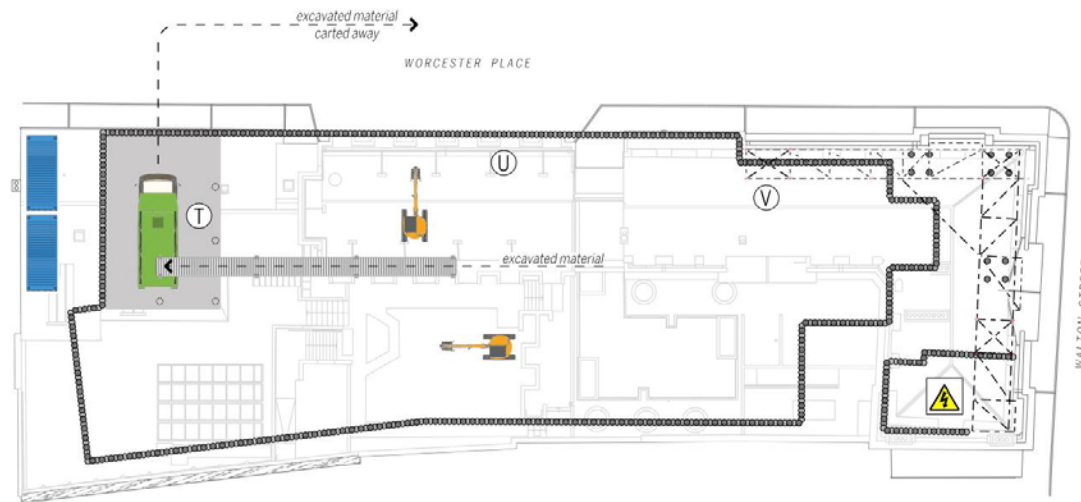 excavated material
carted away
WORCESTER PLACE
U
T
V
excavated material